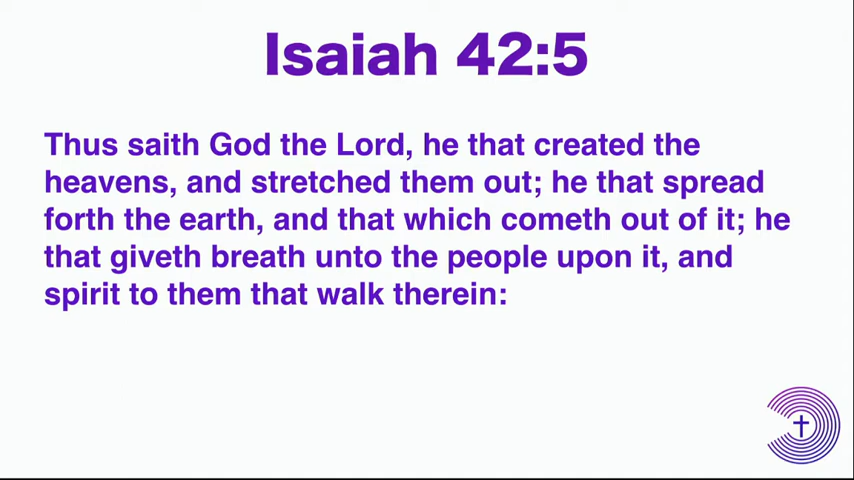 Isaiah 42:5
Thus saith God the Lord, he that created the
heavens, and stretched them out; he that spread
forth the earth, and that which cometh out of it; he
that giveth breath unto the people upon it, and
spirit to them that walk therein: